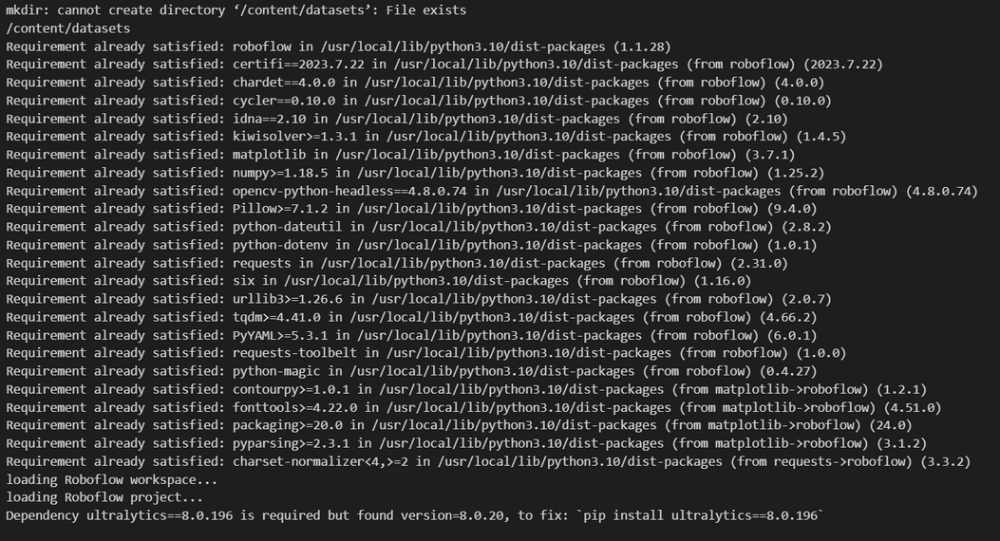 mkdir: cannot create directory ‘/content/datasets’: File exists
/content/datasets
Requirement already satisfied: roboflow in /usr/local/lib/python3.10/dist-packages (1.1.28)
Requirement already satisfied: certifi==2023.7.22 in /usr/local/lib/python3.10/dist-packages (from roboflow) (2023.7.22)
Requirement already satisfied: chardet==4.0.0 in /usr/local/lib/python3.10/dist-packages (from roboflow) (4.0.0)
Requirement already satisfied: cycler==0.10.0 in /usr/local/lib/python3.10/dist-packages (from roboflow) (0.10.0)
Requirement already satisfied: idna==2.10 in /usr/local/lib/python3.10/dist-packages (from roboflow) (2.10)
Requirement already satisfied: kiwisolver>=1.3.1 in /usr/local/lib/python3.10/dist-packages (from roboflow) (1.4.5)
Requirement already satisfied: matplotlib in /usr/local/lib/python3.10/dist-packages (from roboflow) (3.7.1)
Requirement already satisfied: numpy>=1.18.5 in /usr/local/lib/python3.10/dist-packages (from roboflow) (1.25.2)
Requirement already satisfied: opencv-python-headless==4.8.0.74 in /usr/local/lib/python3.10/dist-packages (from roboflow) (4.8.0.74)
Requirement already satisfied: Pillow>=7.1.2 in /usr/local/lib/python3.10/dist-packages (from roboflow) (9.4.0)
Requirement already satisfied: python-dateutil in /usr/local/lib/python3.10/dist-packages (from roboflow) (2.8.2)
Requirement already satisfied: python-dotenv in /usr/local/lib/python3.10/dist-packages (from roboflow) (1.0.1)
Requirement already satisfied: requests in /usr/local/lib/python3.10/dist-packages (from roboflow) (2.31.0)
Requirement already satisfied: six in /usr/local/lib/python3.10/dist-packages (from roboflow) (1.16.0)
Requirement already satisfied: urllib3>=1.26.6 in /usr/local/lib/python3.10/dist-packages (from roboflow) (2.0.7)
Requirement already satisfied: tqdm>=4.41.0 in /usr/local/lib/python3.10/dist-packages (from roboflow) (4.66.2)
Requirement already satisfied: PyYAML>=5.3.1 in /usr/local/lib/python3.10/dist-packages (from roboflow) (6.0.1)
Requirement already satisfied: requests-toolbelt in /usr/local/lib/python3.10/dist-packages (from roboflow) (1.0.0)
Requirement already satisfied: python-magic in /usr/local/lib/python3.10/dist-packages (from roboflow) (0.4.27)
Requirement already satisfied: contourpy>=1.0.1 in /usr/local/lib/python3.10/dist-packages (from matplotlib->roboflow) (1.2.1)
Requirement already satisfied: fonttools>=4.22.0 in /usr/local/lib/python3.10/dist-packages (from matplotlib->roboflow) (4.51.0)
Requirement already satisfied: packaging>=20.0 in /usr/local/lib/python3.10/dist-packages (from matplotlib->roboflow) (24.0)
Requirement already satisfied: pyparsing>=2.3.1 in /usr/local/lib/python3.10/dist-packages (from matplotlib->roboflow) (3.1.2)
Requirement already satisfied: charset-normalizer<4,>=2 in /usr/local/lib/python3.10/dist-packages (from requests->roboflow) (3.3.2)
loading Roboflow workspace...
loading Roboflow project...
Dependency ultralytics==8.0.196 is required but found version=8.0.20, to fix: `pip install ultralytics==8.0.196`